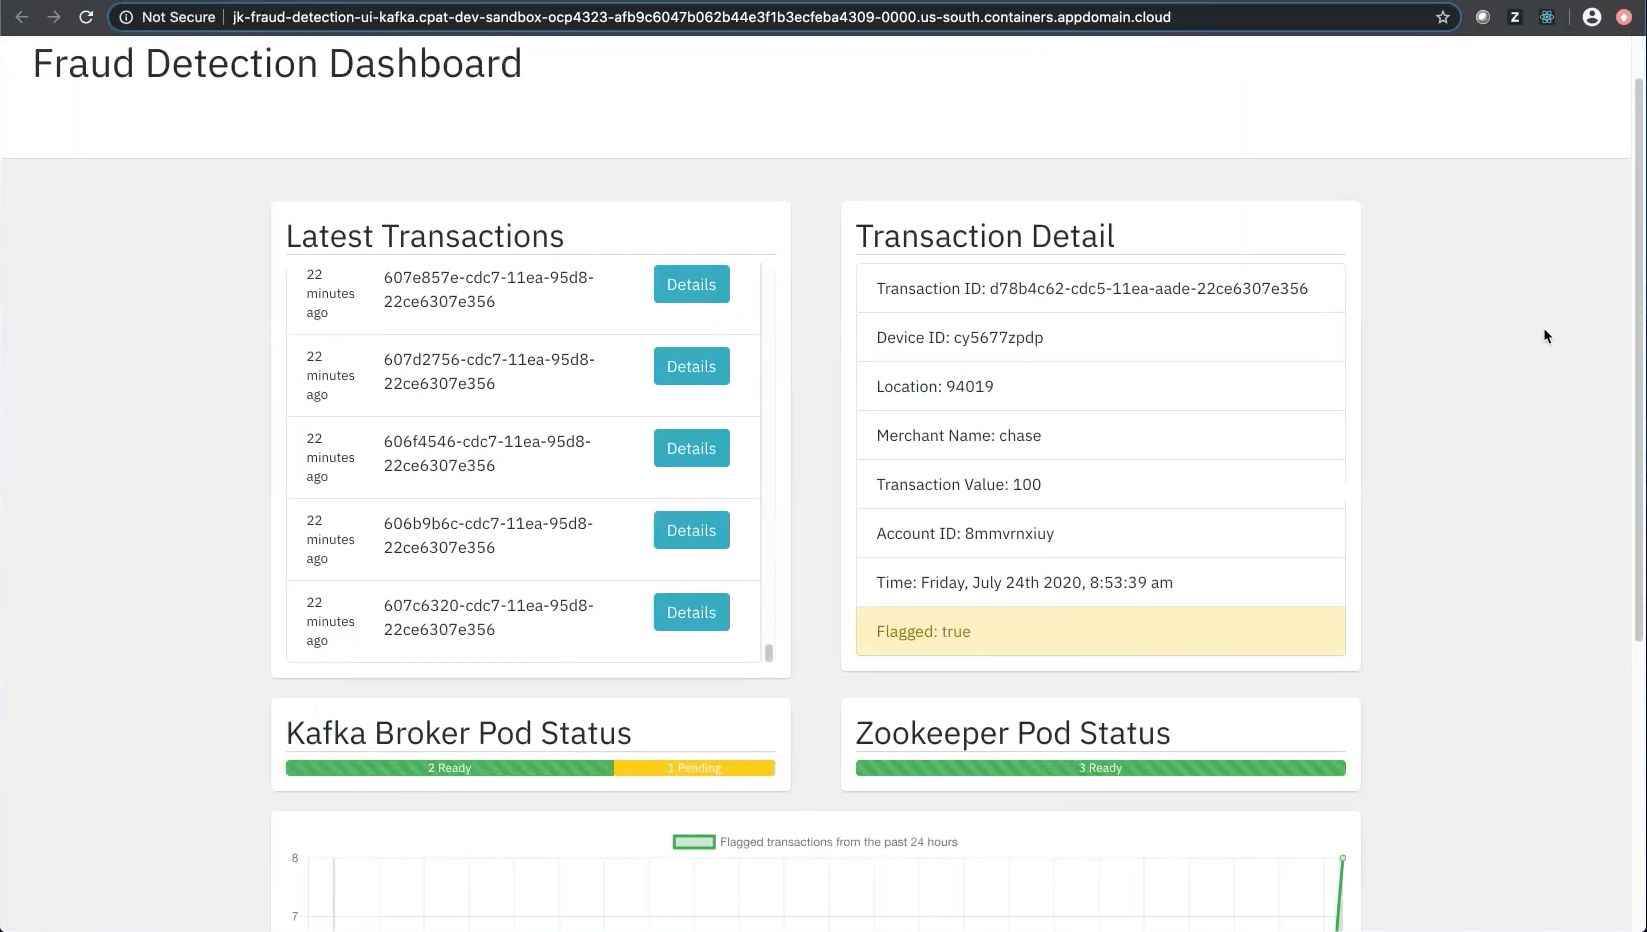 Not Secure
jk-fraud-detection-ui-kafka.cpat-dev-sandbox-ocp4323-afb9c6047b062b44e3f1b3ecfeba4309-0000.us-south.containers.appdomain.cloud
Z
Fraud Detection Dashboard
Latest Transactions
22
minutes
ago
607e857e-cdc7-11ea-95d8-
22ce6307e356
Details
22
minutes
ago
607d2756-cdc7-11ea-95d8-
22ce6307e356
Details
22
minutes
ago
606f4546-cdc7-11ea-95d8-
22ce6307e356
Details
22
minutes
ago
606b9b6c-cdc7-11ea-95d8-
22ce6307e356
Details
22
minutes
ago
607c6320-cdc7-11ea-95d8-
22ce6307e356
Details
Transaction Detail
Transaction ID: d78b4c62-cdc5-11ea-aade-22ce6307e356
Device ID: cy5677zpdp
Location: 94019
Merchant Name: chase
Transaction Value: 100
Account ID: 8mmvrnxiuy
Time: Friday, July 24th 2020, 8:53:39 am
Flagged: true
Kafka Broker Pod Status
2 Ready
1 Pending
Zookeeper Pod Status
3 Ready
Flagged transactions from the past 24 hours
8
7